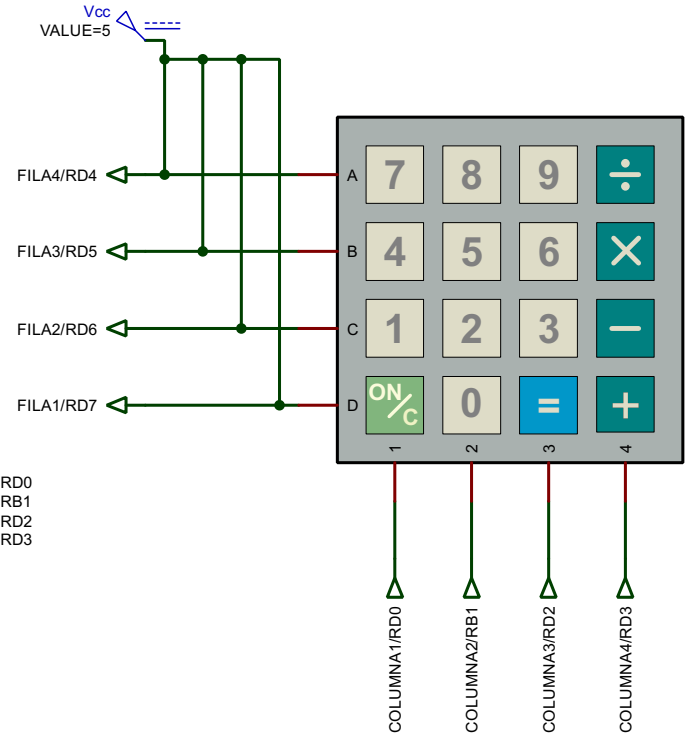 Vcc
VALUE=5
FILA4/RD4
A
7
8
9
÷
FILA3/RD5
B
4
5
6
×
FILA2/RD6
C
1
2
3
−
FILA1/RD7
D
ON/C
0
=
+
1
2
3
4
RD0
RB1
RD2
RD3
COLUMNA1/RD0
COLUMNA2/RB1
COLUMNA3/RD2
COLUMNA4/RD3